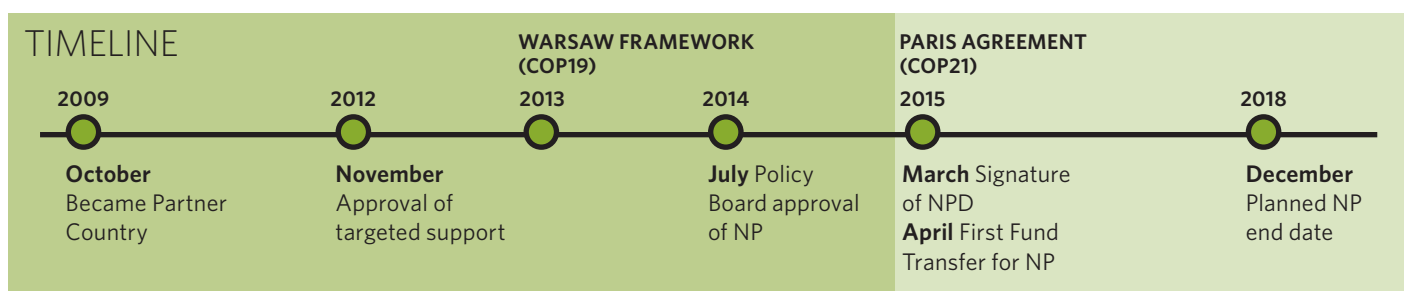 TIMELINE
WARSAW FRAMEWORK
(COP19)
PARIS AGREEMENT
(COP21)
2009
2012
2013
2014
2015
2018
October
Became Partner
Country
November
Approval of
targeted support
July Policy
Board approval
of NP
March Signature
of NPD
April First Fund
Transfer for NP
December
Planned NP
end date